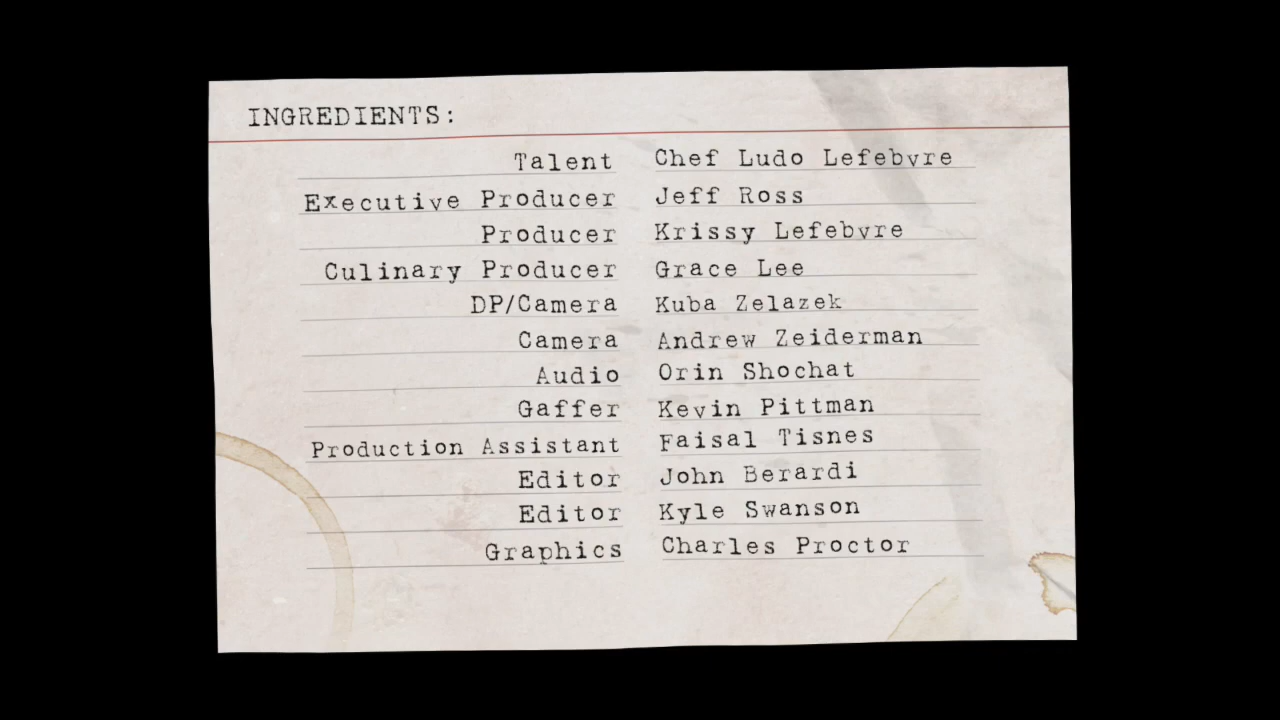 INGREDIENTS:
Talent Chef Ludo Lefebvre
Executive Producer Jeff Ross
Producer Krissy Lefebvre
Culinary Producer Grace Lee
DP/Camera Kuba Zelazek
Camera Andrew Zeiderman
Audio Orin Shochat
Gaffer Kevin Pittman
Production Assistant Faisal Tisnes
Editor John Berardi
Editor Kyle Swanson
Graphics Charles Proctor